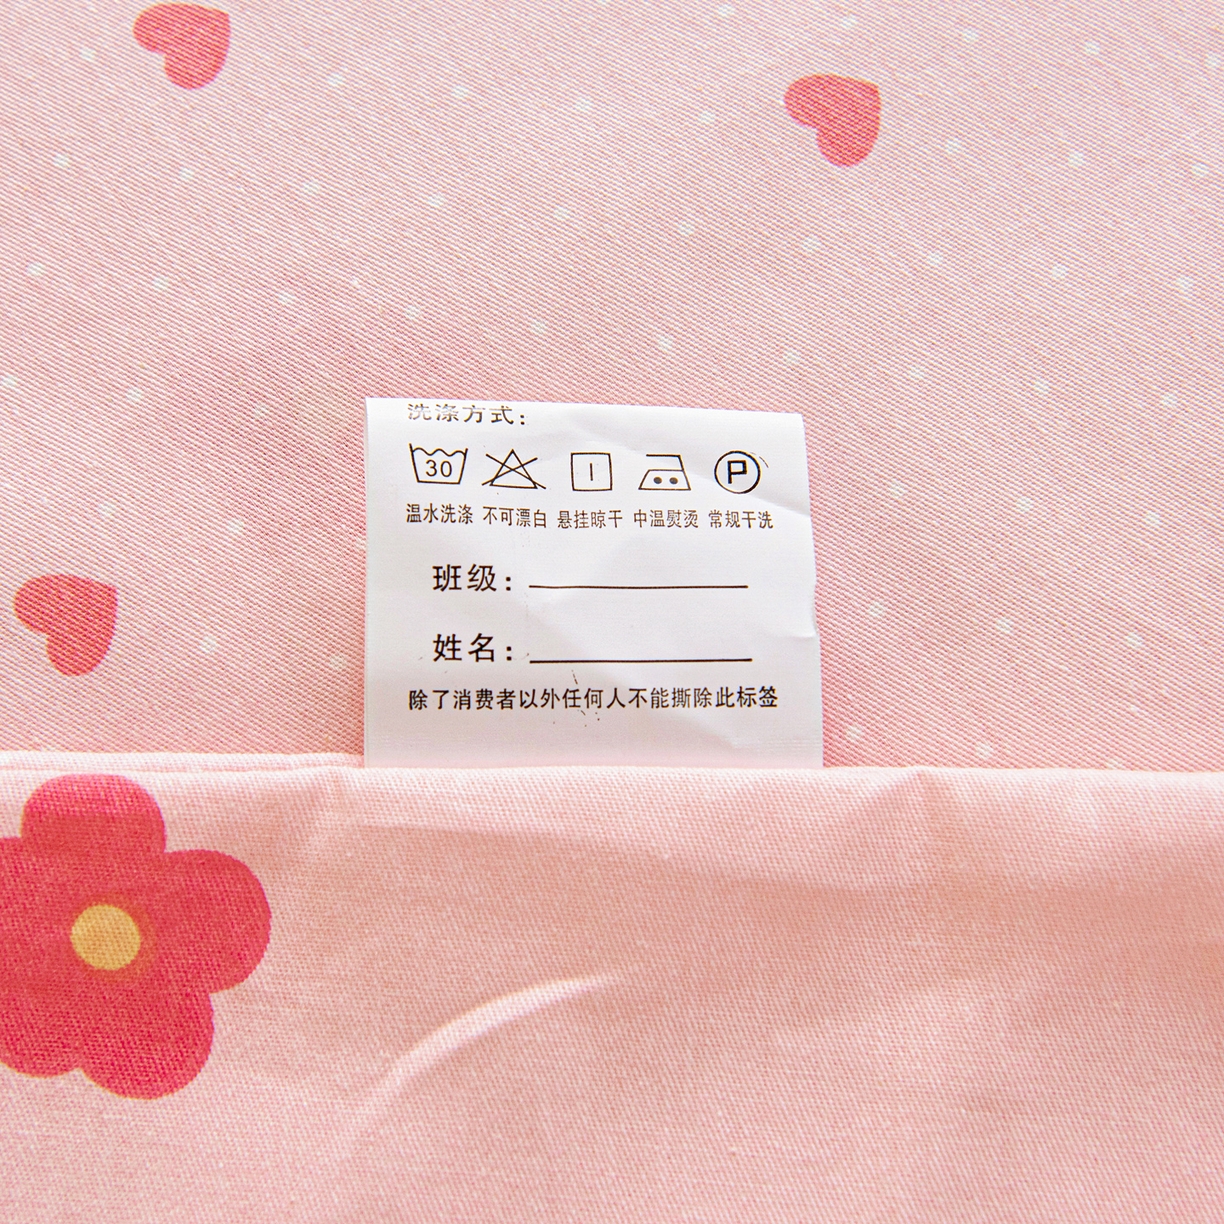 洗涤方式:
30 P
温水洗涤 不可漂白 悬挂晾干 中温熨烫 常规干洗
班级:
姓名:
除了消费者以外任何人不能撕除此标签